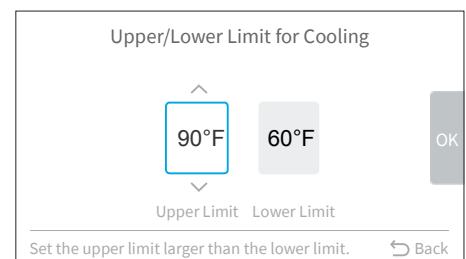 Upper/Lower Limit for Cooling
90°F 60°F
OK
Upper Limit Lower Limit
Set the upper limit larger than the lower limit. Back